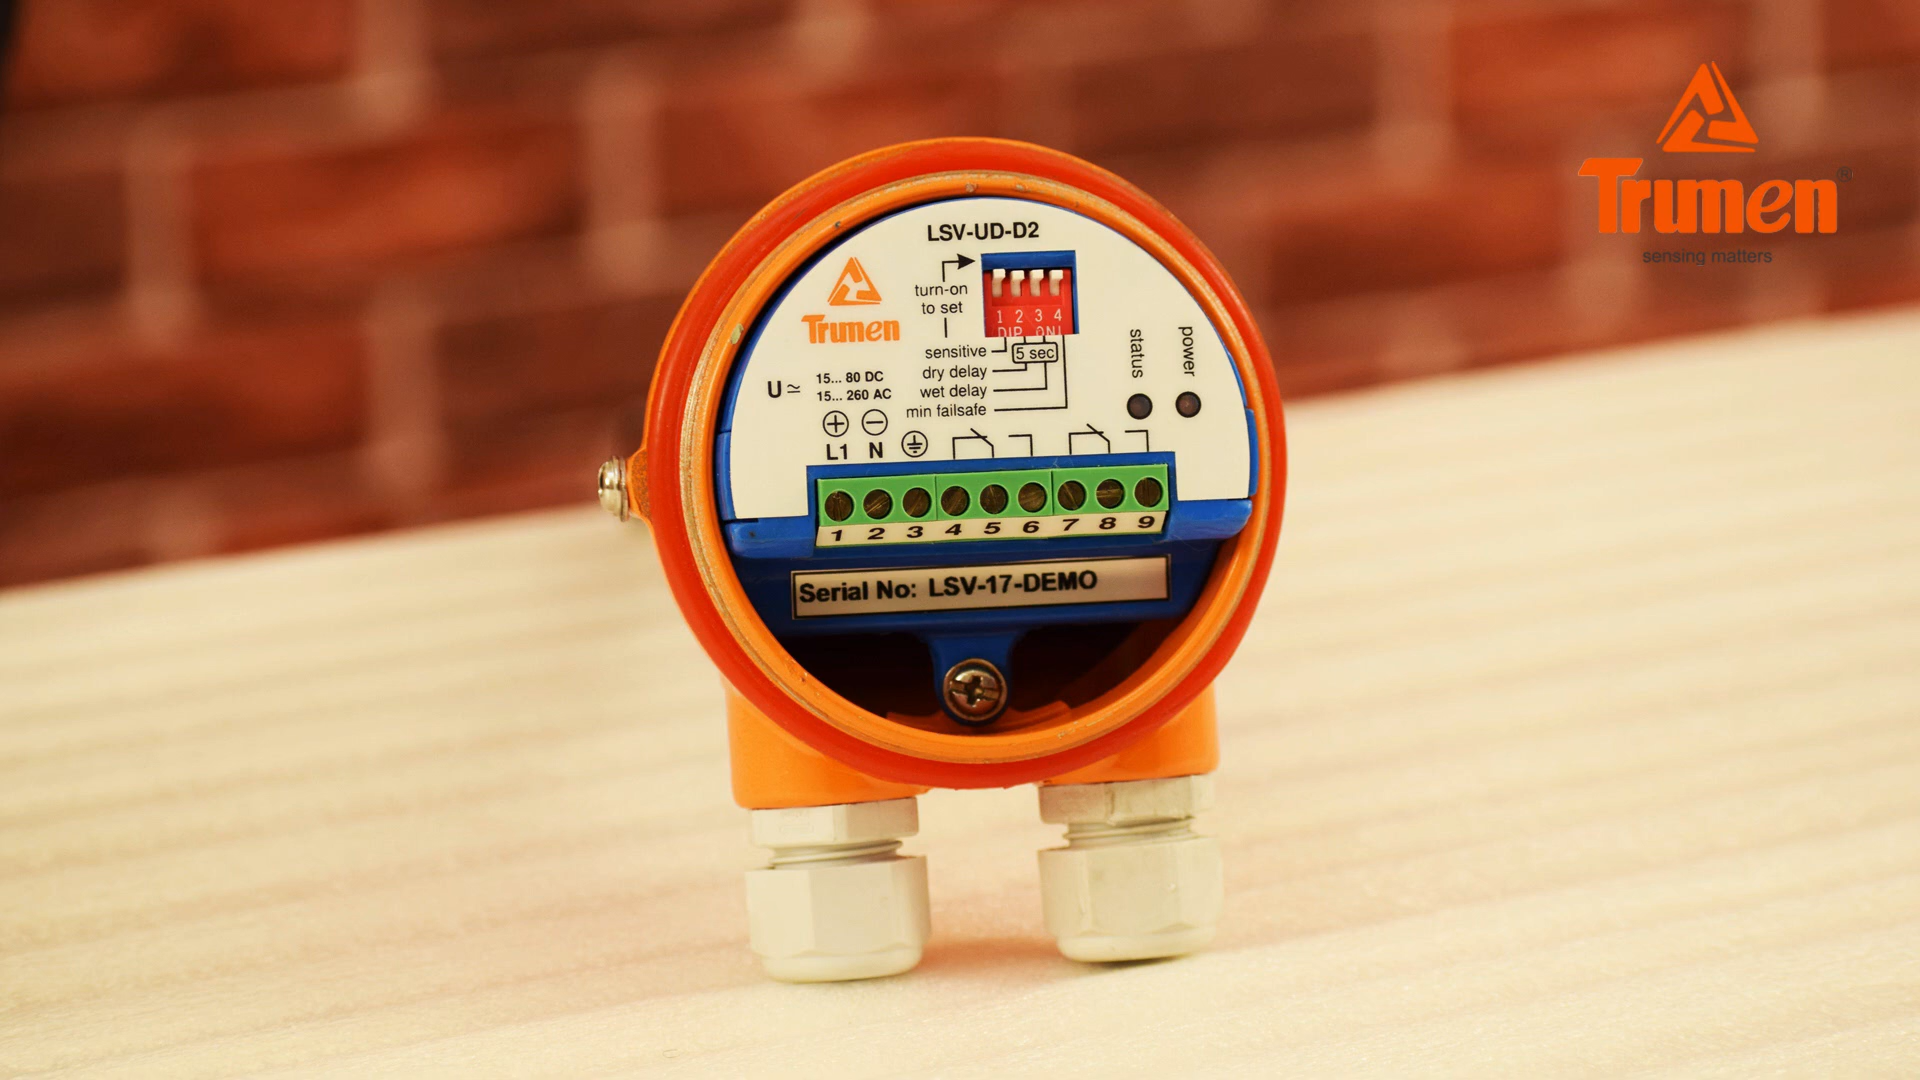 Trumen®
sensing matters
LSV-UD-D2
Trumen
turn-on
to set
1 2 3 4
DIP ON
sensitive
5 sec
dry delay
wet delay
min failsafe
status
power
U ≃
15... 80 DC
15... 260 AC
L1 N
1 2 3 4 5 6 7 8 9
Serial No: LSV-17-DEMO